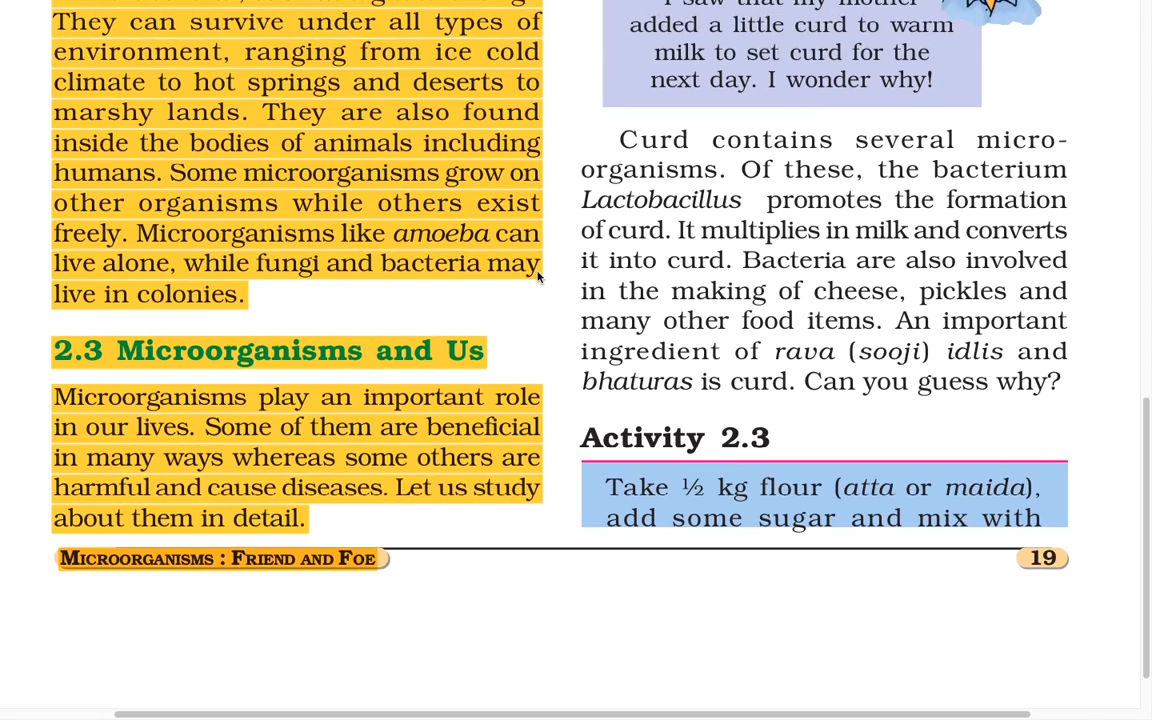 They can survive under all types of
environment, ranging from ice cold
climate to hot springs and deserts to
marshy lands. They are also found
inside the bodies of animals including
humans. Some microorganisms grow on
other organisms while others exist
freely. Microorganisms like amoeba can
live alone, while fungi and bacteria may
live in colonies.
2.3 Microorganisms and Us
Microorganisms play an important role
in our lives. Some of them are beneficial
in many ways whereas some others are
harmful and cause diseases. Let us study
about them in detail.
I saw that my mother
added a little curd to warm
milk to set curd for the
next day. I wonder why!
Curd contains several micro-
organisms. Of these, the bacterium
Lactobacillus promotes the formation
of curd. It multiplies in milk and converts
it into curd. Bacteria are also involved
in the making of cheese, pickles and
many other food items. An important
ingredient of rava (sooji) idlis and
bhaturas is curd. Can you guess why?
Activity 2.3
Take ½ kg flour (atta or maida),
add some sugar and mix with
MICROORGANISMS : FRIEND AND FOE
19